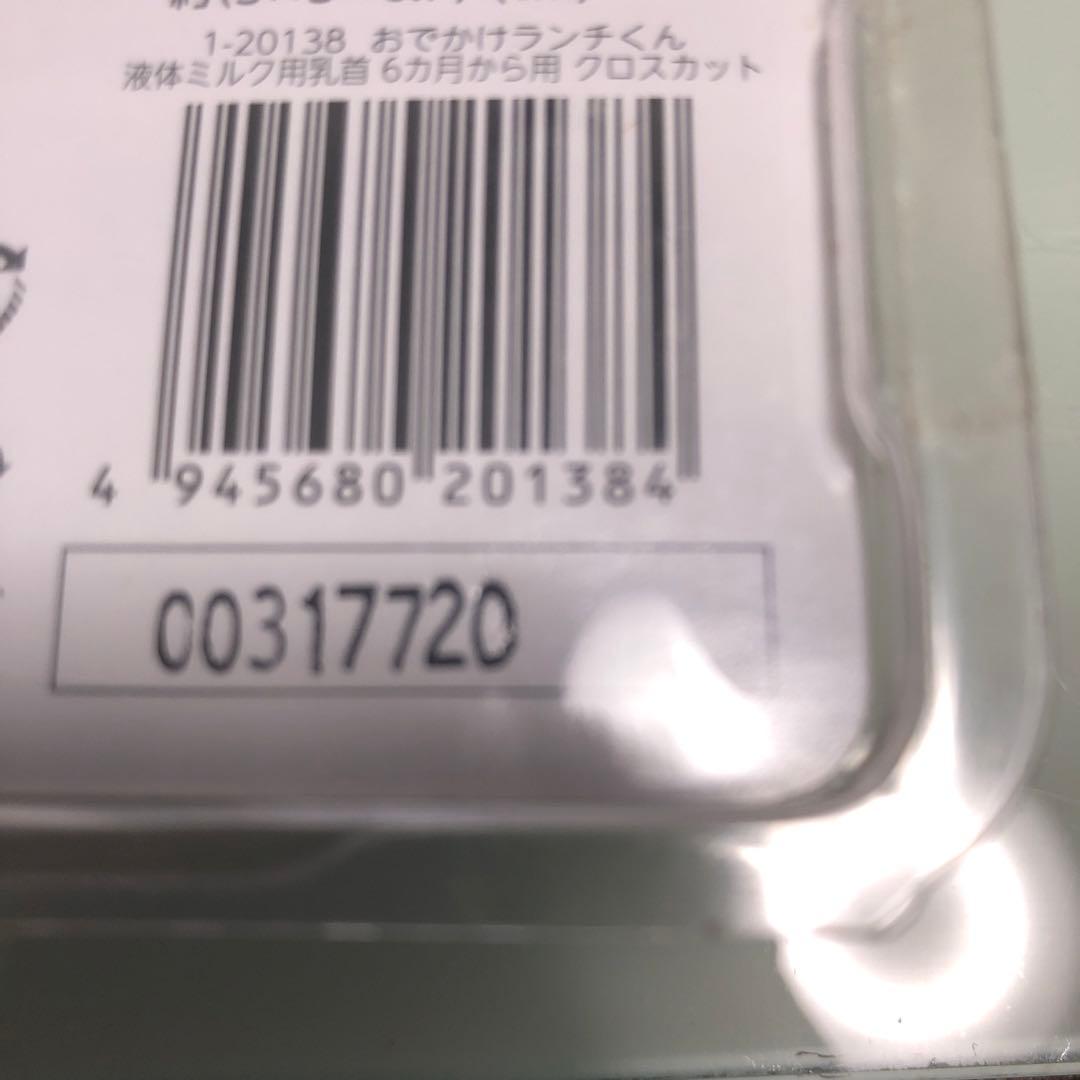 1-20138 おでかけランチくん
液体ミルク用乳首 6カ月から用 クロスカット
4 945680 201384
00317720